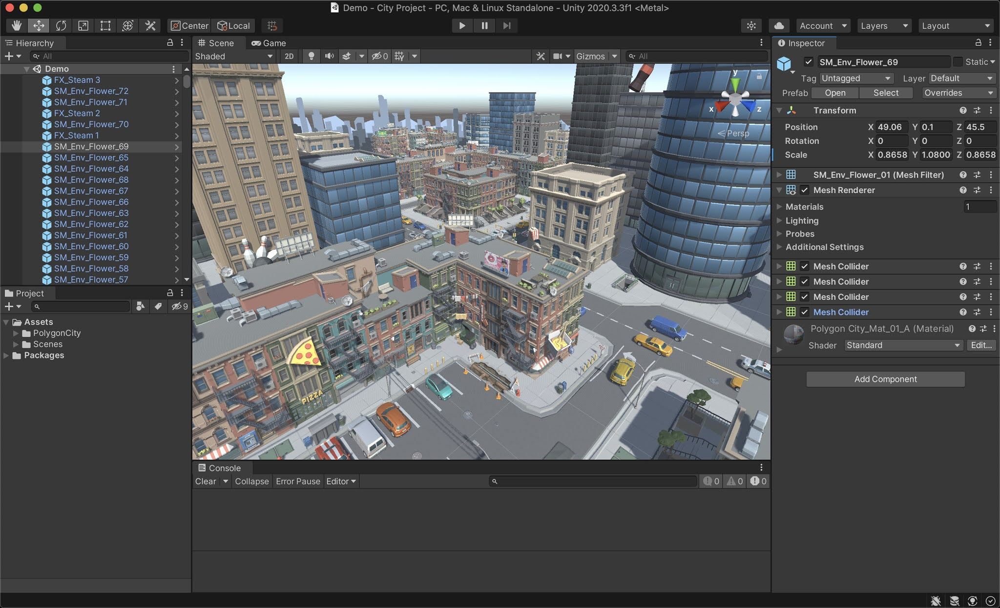 Demo - City Project - PC, Mac & Linux Standalone - Unity 2020.3.3f1 <Metal>
Center Local Account Layers Layout
Hierarchy
All
Demo
FX_Steam 3
SM_Env_Flower_72
SM_Env_Flower_71
FX_Steam 2
SM_Env_Flower_70
FX_Steam 1
SM_Env_Flower_69
SM_Env_Flower_65
SM_Env_Flower_64
SM_Env_Flower_68
SM_Env_Flower_67
SM_Env_Flower_66
SM_Env_Flower_63
SM_Env_Flower_62
SM_Env_Flower_61
SM_Env_Flower_60
SM_Env_Flower_59
SM_Env_Flower_58
SM_Env_Flower_57
Project
9
Assets
PolygonCity
Scenes
Packages
Scene Game
Shaded 2D 0 Gizmos All
y
x z
Persp
PIZZA
Console
Clear Collapse Error Pause Editor 0 0 0
Inspector
SM_Env_Flower_69 Static
Tag Untagged Layer Default
Prefab Open Select Overrides
Transform
Position X 49.06 Y 0.1 Z 45.5
Rotation X 0 Y 0 Z 0
Scale X 0.8658 Y 1.0800 Z 0.8658
SM_Env_Flower_01 (Mesh Filter)
Mesh Renderer
Materials 1
Lighting
Probes
Additional Settings
Mesh Collider
Mesh Collider
Mesh Collider
Mesh Collider
Polygon City_Mat_01_A (Material)
Shader Standard Edit...
Add Component